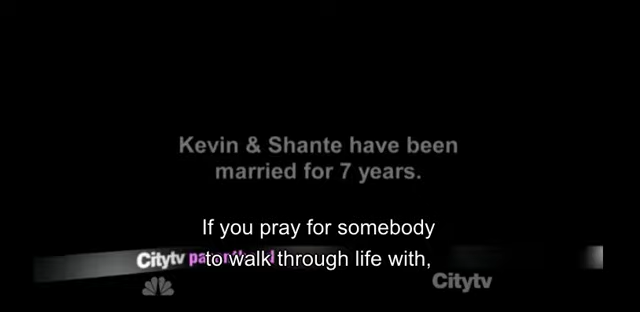 Kevin & Shante have been
married for 7 years.
If you pray for somebody
to walk through life with,
Citytv
Citytv